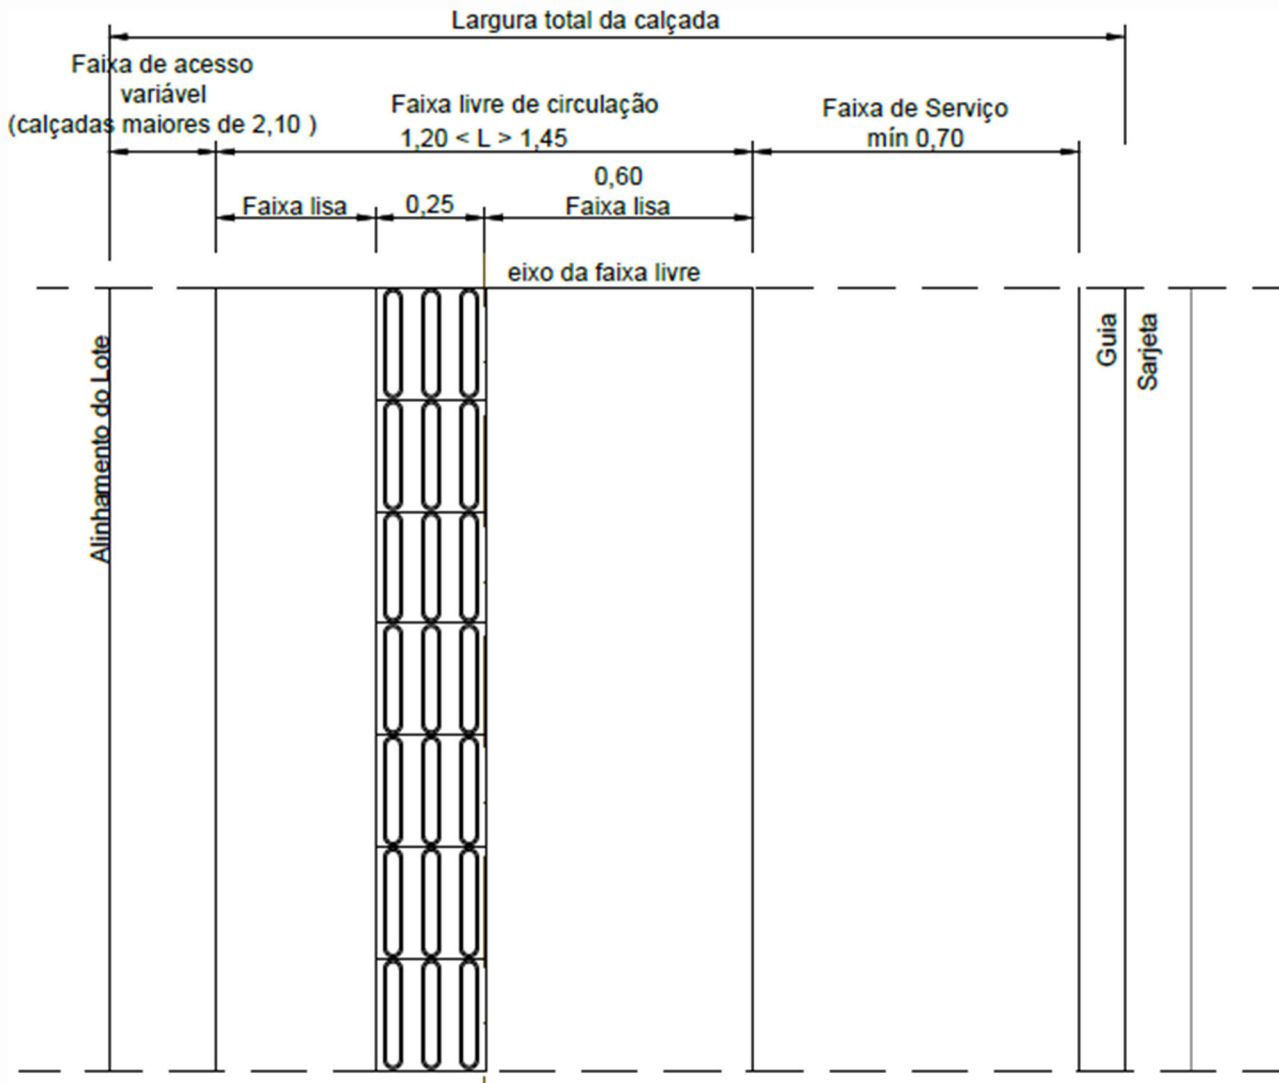 Largura total da calçada
Faixa de acesso
variável
(calçadas maiores de 2,10 )
Faixa livre de circulação
1,20 < L > 1,45
Faixa de Serviço
mín 0,70
Faixa lisa
0,25
0,60
Faixa lisa
eixo da faixa livre
Alinhamento do Lote
Guia
Sarjeta